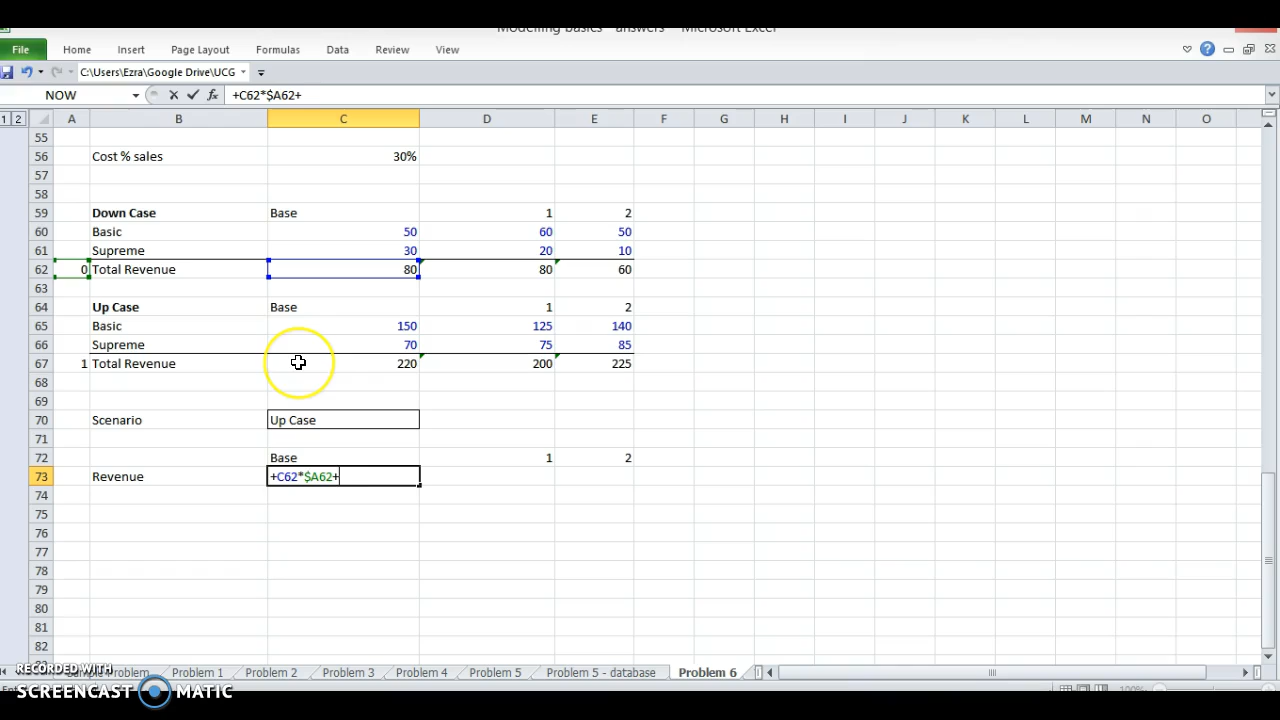 Modelling basics - answers - Microsoft Excel
File Home Insert Page Layout Formulas Data Review View
C:\Users\Ezra\Google Drive\UCG
NOW +C62*$A62+
1 2 A B C D E F G H I J K L M N O
55
56 Cost % sales 30%
57
58
59 Down Case Base 1 2
60 Basic 50 60 50
61 Supreme 30 20 10
62 0 Total Revenue 80 80 60
63
64 Up Case Base 1 2
65 Basic 150 125 140
66 Supreme 70 75 85
67 1 Total Revenue 220 200 225
68
69
70 Scenario Up Case
71
72 Base 1 2
73 Revenue +C62*$A62+
74
75
76
77
78
79
80
81
82
Problem Problem 1 Problem 2 Problem 3 Problem 4 Problem 5 Problem 5 - database Problem 6
RECORDED WITH
SCREENCAST MATIC
100%